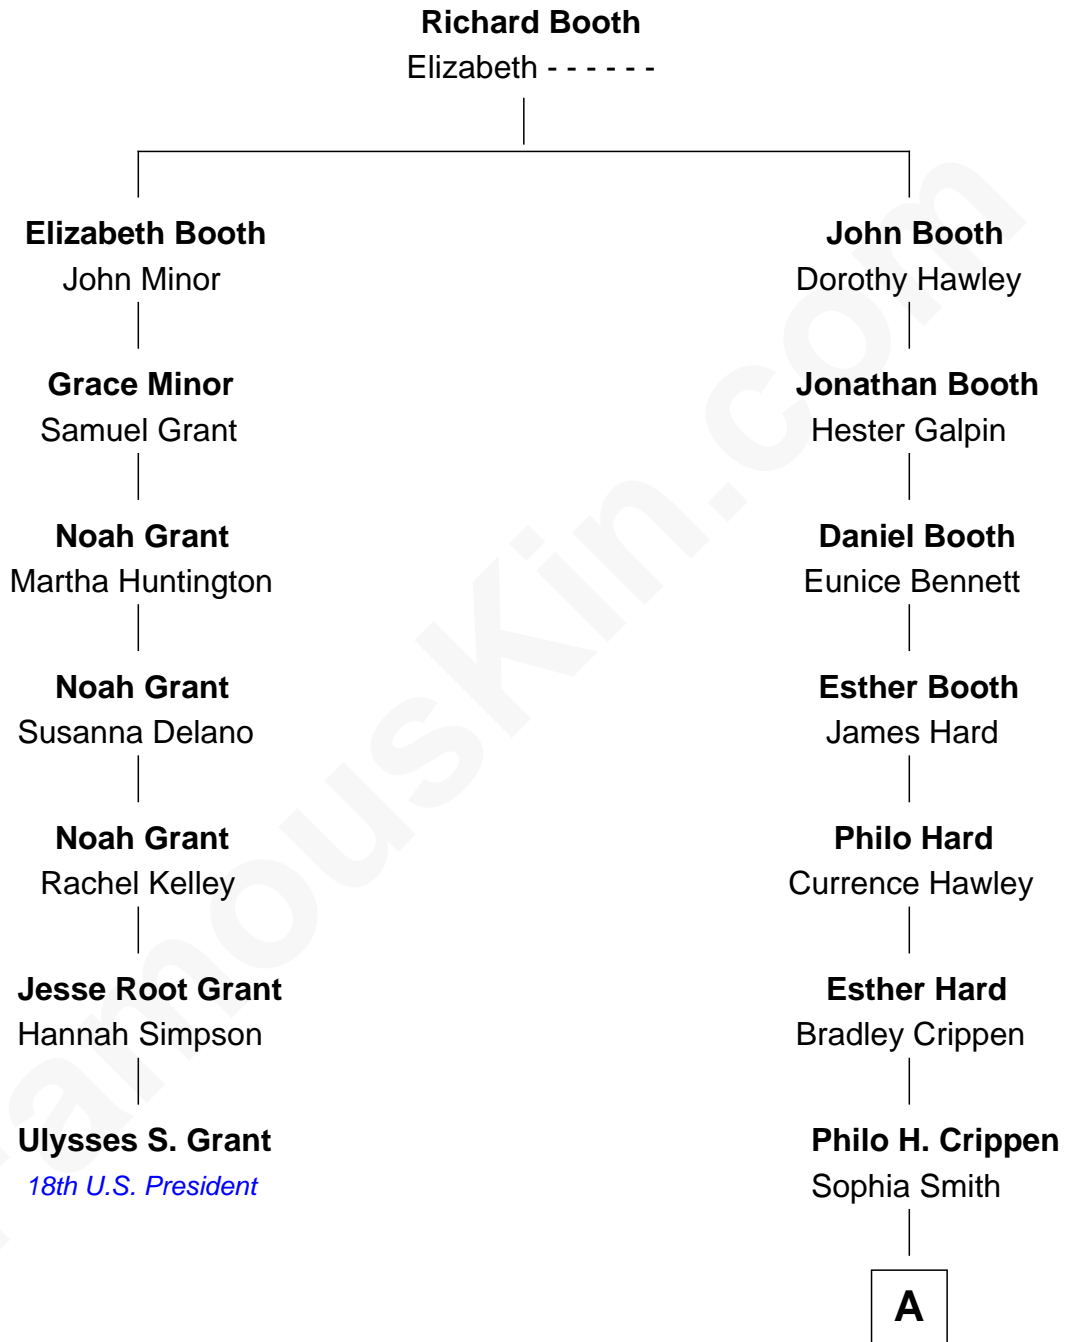 Richard Booth
Elizabeth - - - - - -
Elizabeth Booth
John Minor
John Booth
Dorothy Hawley
Grace Minor
Samuel Grant
Jonathan Booth
Hester Galpin
Noah Grant
Martha Huntington
Daniel Booth
Eunice Bennett
Noah Grant
Susanna Delano
Esther Booth
James Hard
Noah Grant
Rachel Kelley
Philo Hard
Currence Hawley
Jesse Root Grant
Hannah Simpson
Esther Hard
Bradley Crippen
Ulysses S. Grant
18th U.S. President
Philo H. Crippen
Sophia Smith
A
FamousKin.com